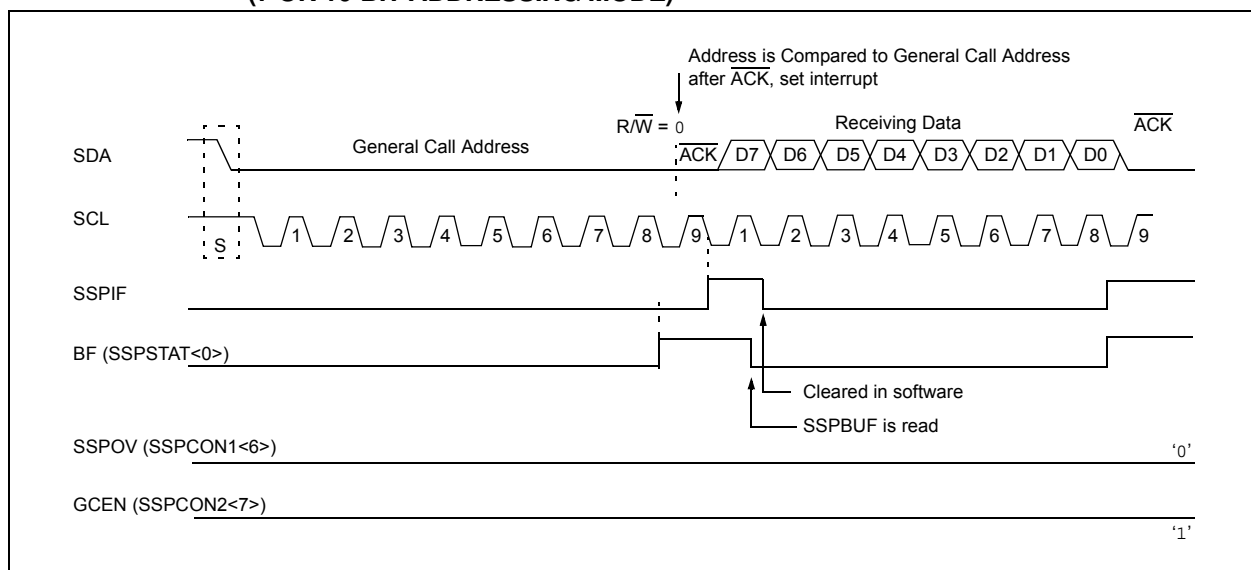 Address is Compared to General Call Address
after ACK, set interrupt
R/W = 0
Receiving Data
ACK
SDA
General Call Address
ACK D7 D6 D5 D4 D3 D2 D1 D0
SCL
S 1 2 3 4 5 6 7 8 9 1 2 3 4 5 6 7 8 9
SSPIF
BF (SSPSTAT<0>)
Cleared in software
SSPBUF is read
SSPOV (SSPCON1<6>)
‘0’
GCEN (SSPCON2<7>)
‘1’